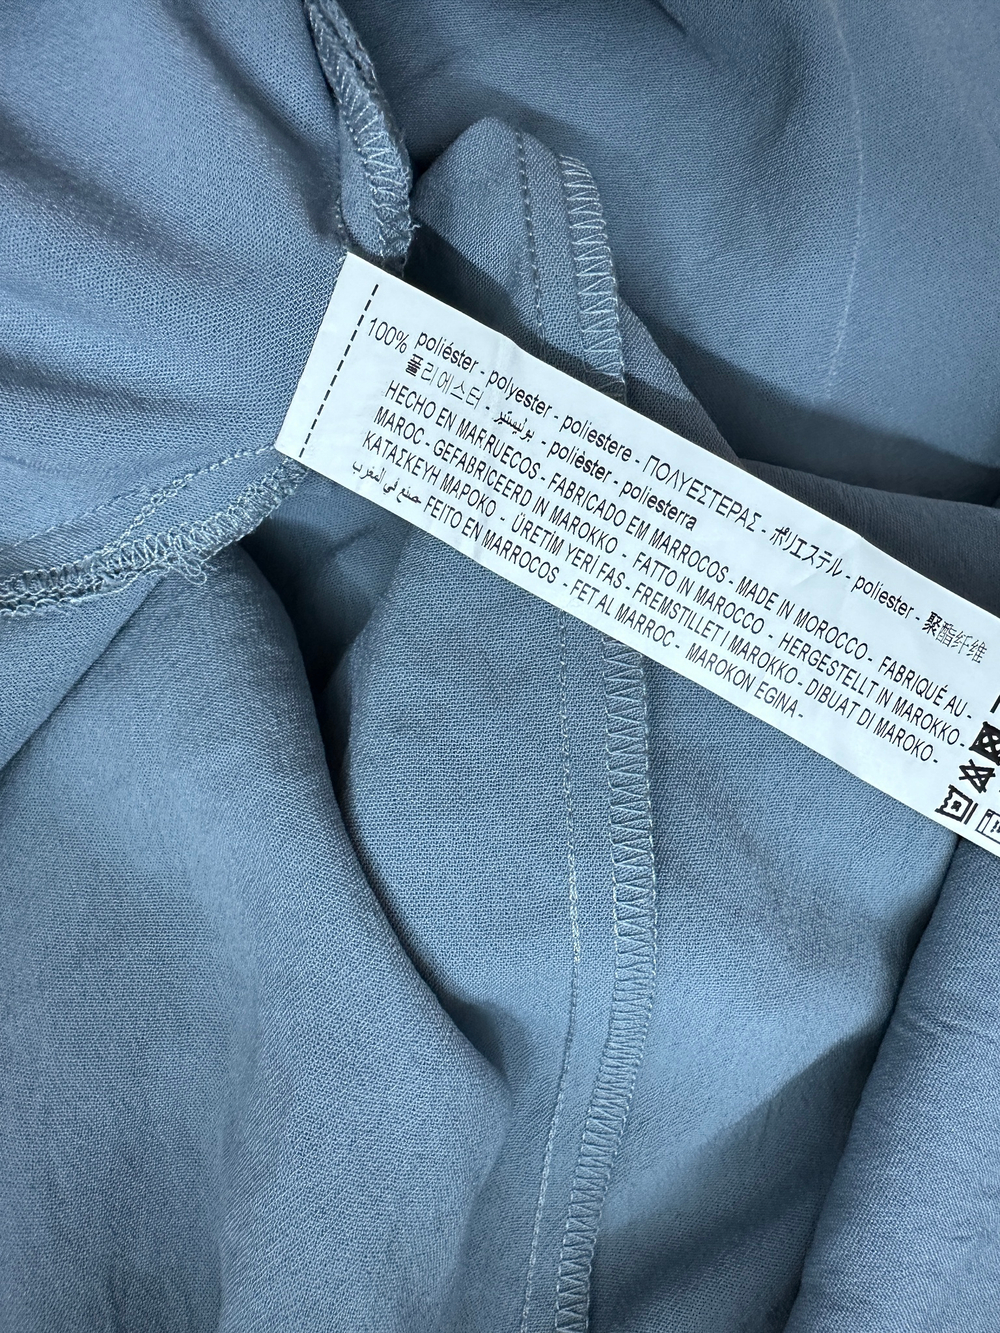 100% poliéster - polyester - poliestere - ΠΟΛΥΕΣΤΕΡΑΣ - ポリエステル - poliester - 聚酯纤维
폴리에스터 - بوليستير - polièster - poliesterra
HECHO EN MARRUECOS - FABRICADO EM MARROCOS - MADE IN MOROCCO - FABRIQUÉ AU -
MAROC - GEFABRICEERD IN MAROKKO - FATTO IN MAROCCO - HERGESTELLT IN MAROKKO -
ΚΑΤΑΣΚΕΥΗ ΜΑΡΟΚΟ - ÜRETİM YERİ FAS - FREMSTILLET I MAROKKO - DIBUAT DI MAROKO -
صنع في المغرب - FEITO EN MARROCOS - FET AL MARROC - MAROKON EGINA -